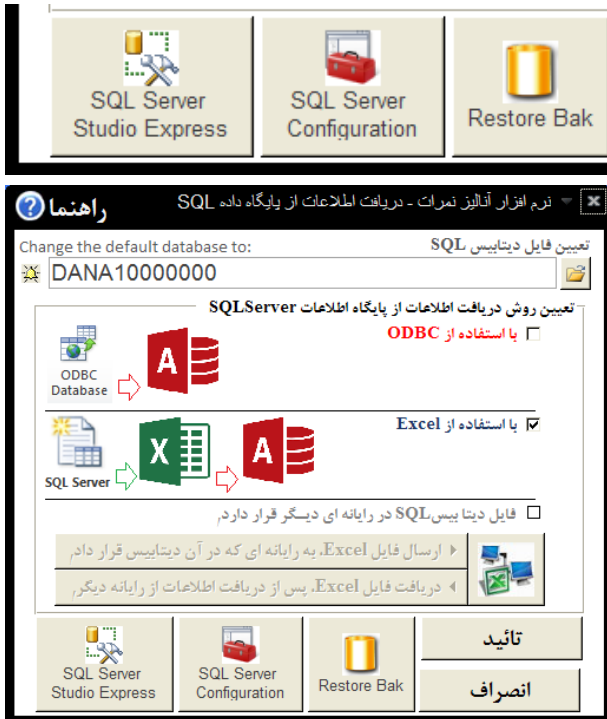 SQL Server
Studio Express
SQL Server
Configuration
Restore Bak
نرم افزار آنالیز نمرات - دریافت اطلاعات از پایگاه داده SQL
راهنما
تعیین فایل دیتابیس SQL
Change the default database to:
DANA10000000
تعیین روش دریافت اطلاعات از پایگاه اطلاعات SQLServer
با استفاده از ODBC
ODBC
Database
A
با استفاده از Excel
SQL Server
X
A
فایل دیتا بیسSQL در رایانه ای دیـگر قرار دارد,
ارسال فایل Excel، به رایانه ای که در آن دیتابیس قرار داد,
دریافت فایل Excel، پس از دریافت اطلاعات از رایانه دیگر,
SQL Server
Studio Express
SQL Server
Configuration
Restore Bak
تائید
انصراف